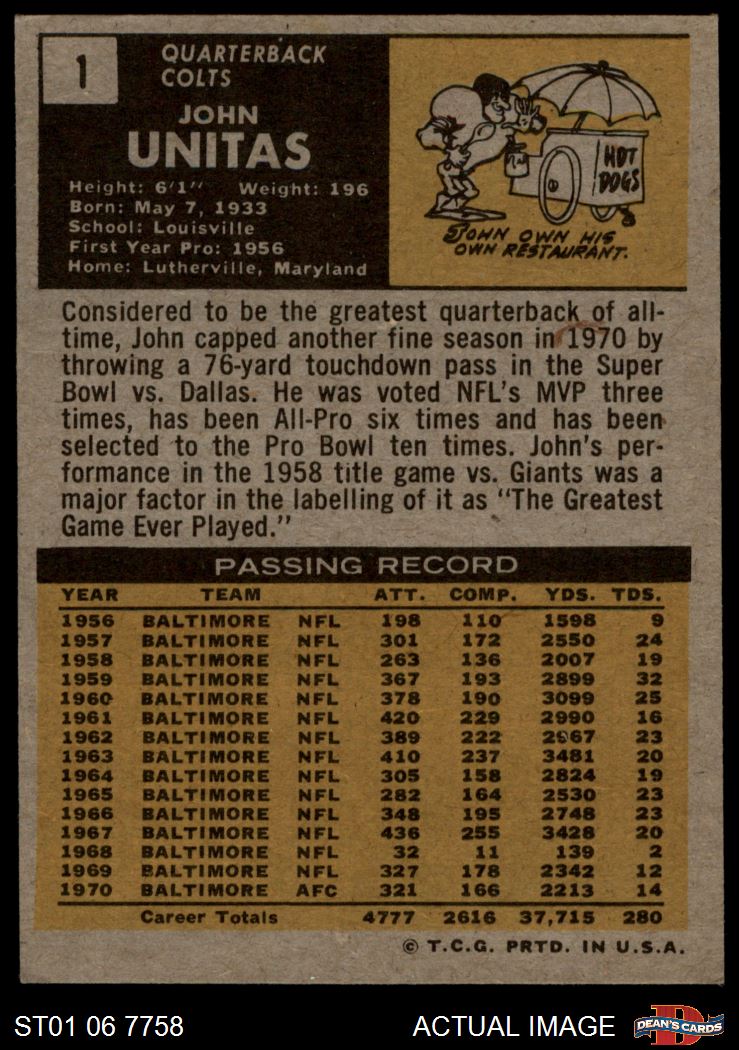 1
QUARTERBACK
COLTS
JOHN
UNITAS
Height: 6'1" Weight: 196
Born: May 7, 1933
School: Louisville
First Year Pro: 1956
Home: Lutherville, Maryland
HOT
DOGS
JOHN OWN HIS
OWN RESTAURANT.
Considered to be the greatest quarterback of all-
time, John capped another fine season in 1970 by
throwing a 76-yard touchdown pass in the Super
Bowl vs. Dallas. He was voted NFL's MVP three
times, has been All-Pro six times and has been
selected to the Pro Bowl ten times. John's per-
formance in the 1958 title game vs. Giants was a
major factor in the labelling of it as "The Greatest
Game Ever Played."
PASSING RECORD
YEAR TEAM ATT. COMP. YDS. TDS.
1956 BALTIMORE NFL 198 110 1598 9
1957 BALTIMORE NFL 301 172 2550 24
1958 BALTIMORE NFL 263 136 2007 19
1959 BALTIMORE NFL 367 193 2899 32
1960 BALTIMORE NFL 378 190 3099 25
1961 BALTIMORE NFL 420 229 2990 16
1962 BALTIMORE NFL 389 222 2967 23
1963 BALTIMORE NFL 410 237 3481 20
1964 BALTIMORE NFL 305 158 2824 19
1965 BALTIMORE NFL 282 164 2530 23
1966 BALTIMORE NFL 348 195 2748 23
1967 BALTIMORE NFL 436 255 3428 20
1968 BALTIMORE NFL 32 11 139 2
1969 BALTIMORE NFL 327 178 2342 12
1970 BALTIMORE AFC 321 166 2213 14
Career Totals 4777 2616 37,715 280
© T.C.G. PRTD. IN U.S.A.
ST01 06 7758 ACTUAL IMAGE
D
DEAN'S CARDS